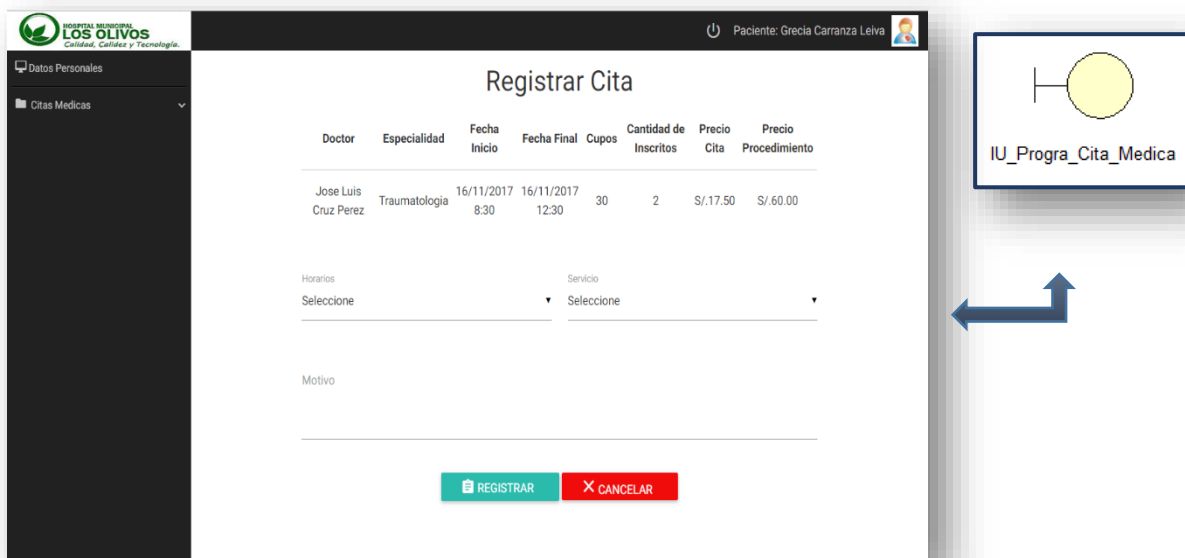 HOSPITAL MUNICIPAL
LOS OLIVOS
Calidad, Calidez y Tecnología.
Paciente: Grecia Carranza Leiva
Datos Personales
Citas Medicas
Registrar Cita
Doctor Especialidad Fecha Inicio Fecha Final Cupos Cantidad de Inscritos Precio Cita Precio Procedimiento
Jose Luis Cruz Perez Traumatologia 16/11/2017 8:30 16/11/2017 12:30 30 2 S/.17.50 S/.60.00
Horarios Servicio
Seleccione Seleccione
Motivo
REGISTRAR CANCELAR
IU_Progra_Cita_Medica